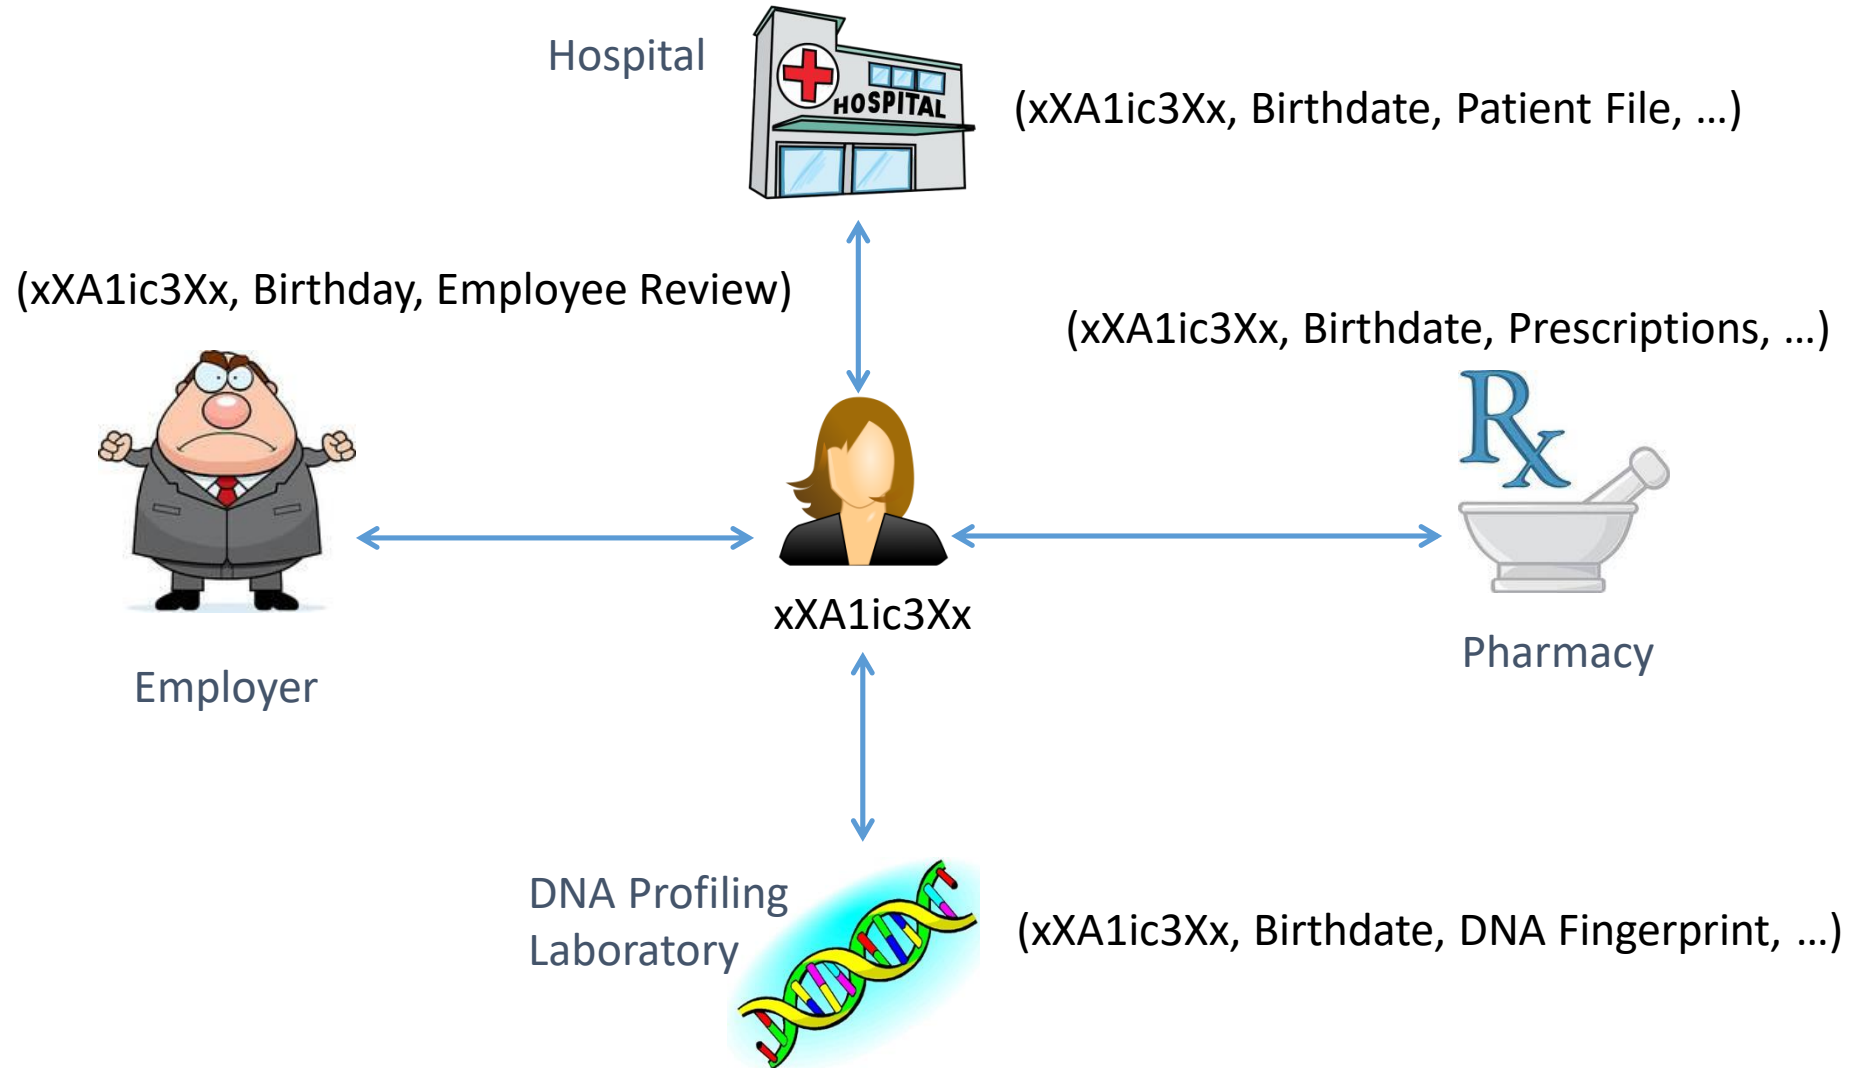 Hospital
HOSPITAL
(xXA1ic3Xx, Birthdate, Patient File, …)
(xXA1ic3Xx, Birthday, Employee Review)
(xXA1ic3Xx, Birthdate, Prescriptions, …)
Rx
xXA1ic3Xx
Employer
Pharmacy
DNA Profiling
Laboratory
(xXA1ic3Xx, Birthdate, DNA Fingerprint, …)